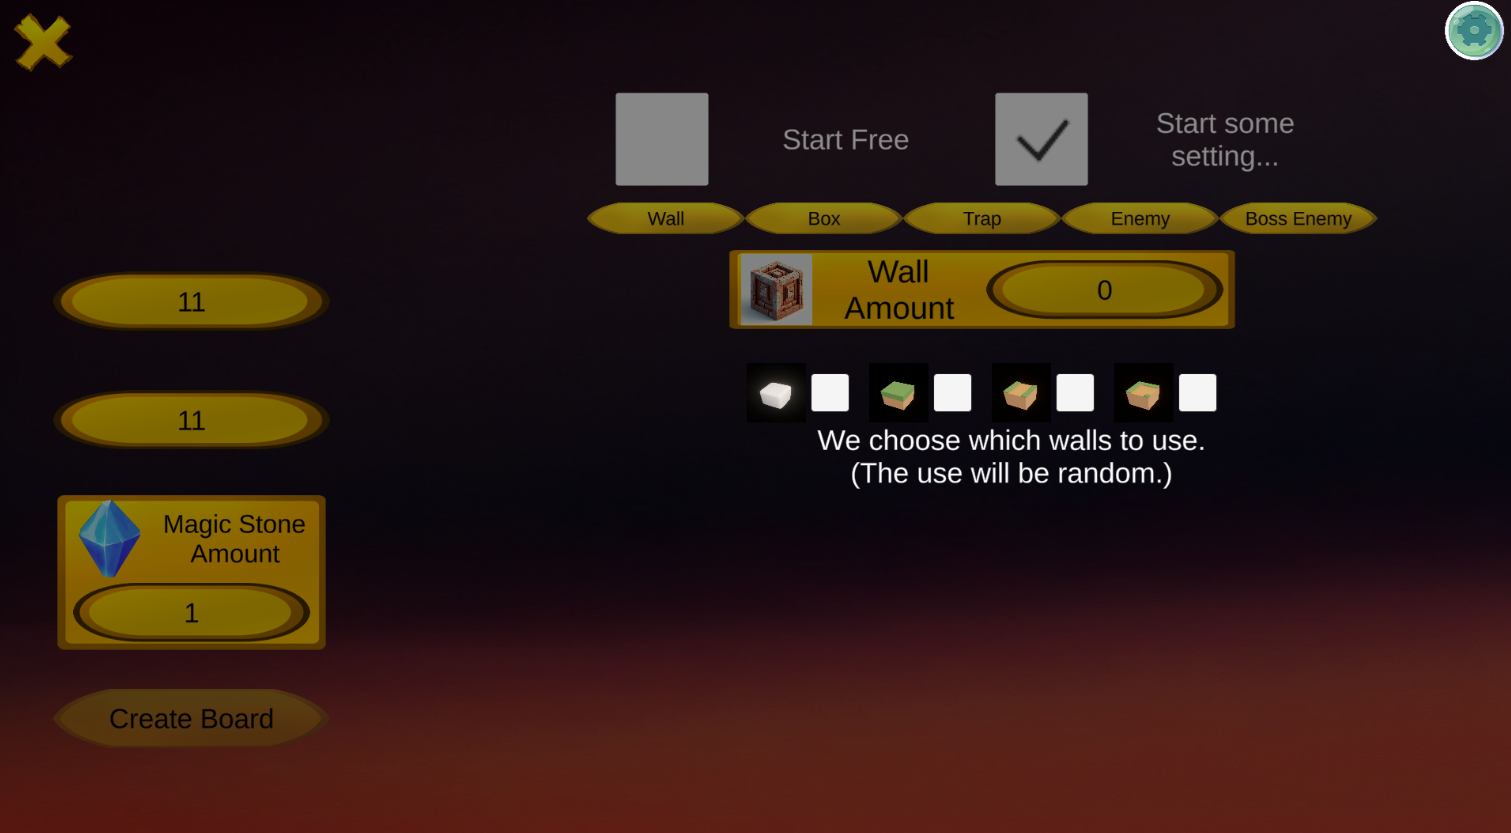 Start Free
Start some
setting...
Wall
Box
Trap
Enemy
Boss Enemy
Wall
Amount
0
11
11
We choose which walls to use.
(The use will be random.)
Magic Stone
Amount
1
Create Board